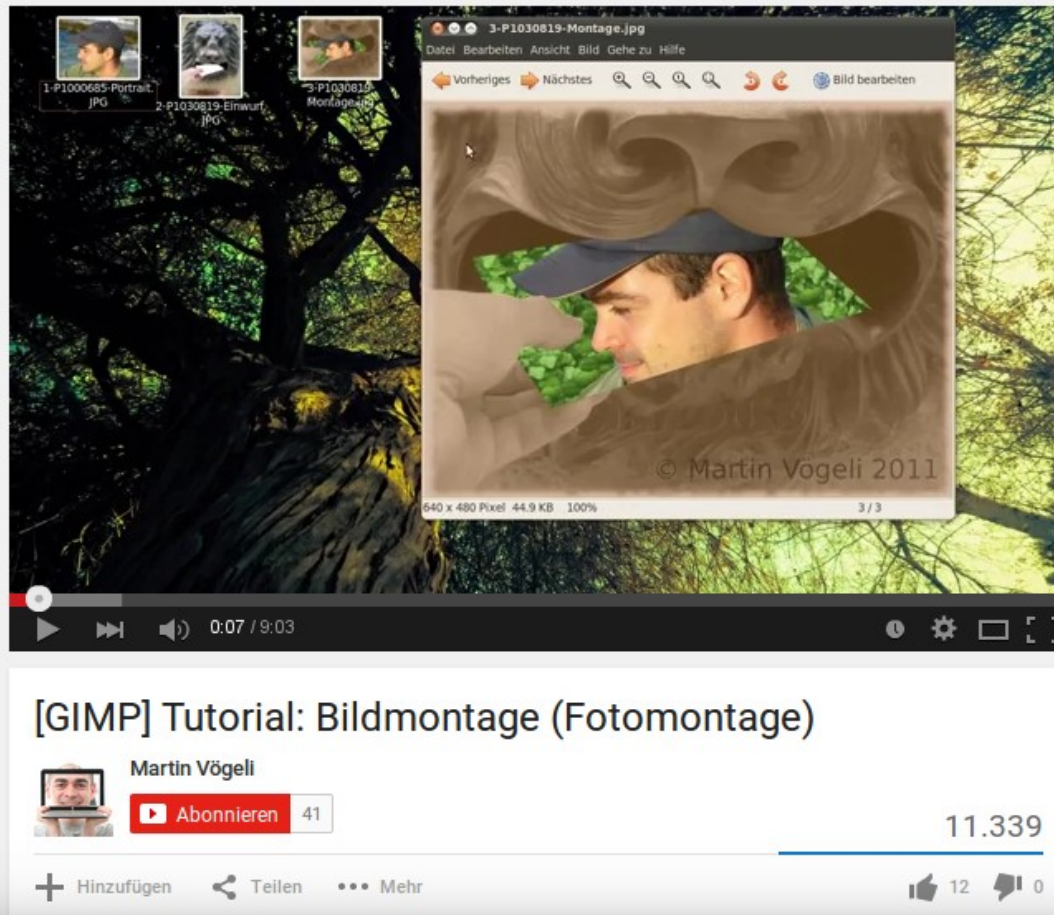 1-P1000685-Portrait.
JPG
2-P1030819-Einwurf.
JPG
3-P1030819-
Montage.jpg
3-P1030819-Montage.jpg
Datei Bearbeiten Ansicht Bild Gehe zu Hilfe
Vorheriges Nächstes Bild bearbeiten
© Martin Vögeli 2011
640 x 480 Pixel 44.9 KB 100% 3 / 3
0:07 / 9:03
[GIMP] Tutorial: Bildmontage (Fotomontage)
Martin Vögeli
Abonnieren 41
11.339
Hinzufügen Teilen Mehr 12 0